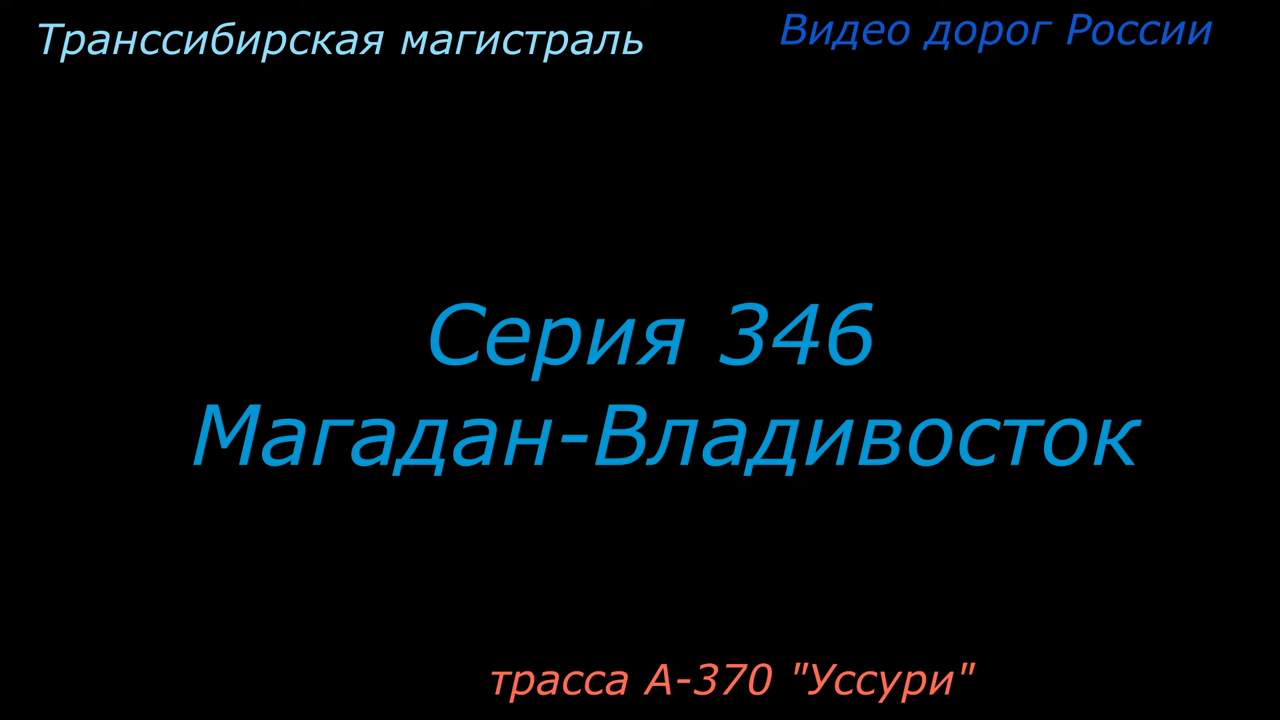 Транссибирская магистраль
Видео дорог России
Серия 346
Магадан-Владивосток
трасса А-370 "Уссури"